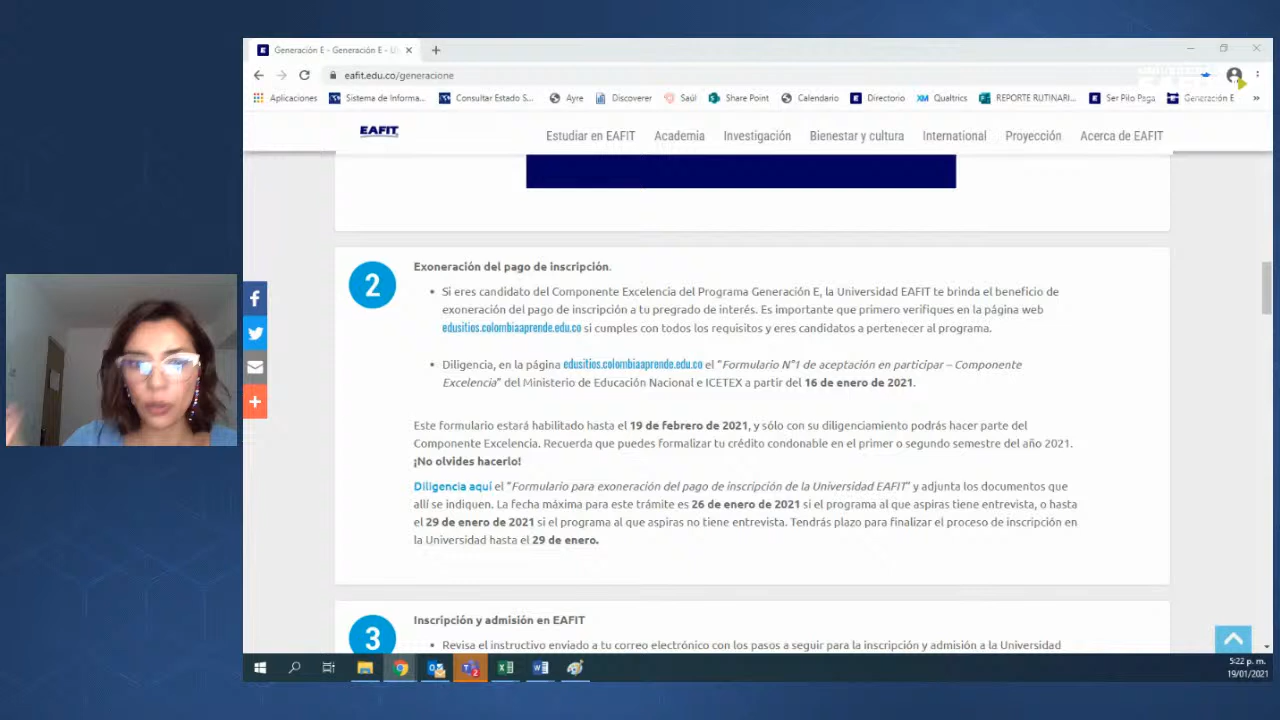 Generación E - Generación E - U
eafit.edu.co/generacione
Aplicaciones
Sistema de Informa...
Consultar Estado S...
Ayre
Discoverer
Saúl
Share Point
Calendario
Directorio
XM Qualtrics
REPORTE RUTINARI...
Ser Pilo Paga
Generación E
»
EAFIT
Estudiar en EAFIT
Academia
Investigación
Bienestar y cultura
International
Proyección
Acerca de EAFIT
2
Exoneración del pago de inscripción.
• Si eres candidato del Componente Excelencia del Programa Generación E, la Universidad EAFIT te brinda el beneficio de
exoneración del pago de inscripción a tu pregrado de interés. Es importante que primero verifiques en la página web
edusitios.colombiaaprende.edu.co si cumples con todos los requisitos y eres candidatos a pertenecer al programa.
• Diligencia, en la página edusitios.colombiaaprende.edu.co el "Formulario N°1 de aceptación en participar – Componente
Excelencia" del Ministerio de Educación Nacional e ICETEX a partir del 16 de enero de 2021.
Este formulario estará habilitado hasta el 19 de febrero de 2021, y sólo con su diligenciamiento podrás hacer parte del
Componente Excelencia. Recuerda que puedes formalizar tu crédito condonable en el primer o segundo semestre del año 2021.
¡No olvides hacerlo!
Diligencia aquí el "Formulario para exoneración del pago de inscripción de la Universidad EAFIT" y adjunta los documentos que
allí se indiquen. La fecha máxima para este trámite es 26 de enero de 2021 si el programa al que aspiras tiene entrevista, o hasta
el 29 de enero de 2021 si el programa al que aspiras no tiene entrevista. Tendrás plazo para finalizar el proceso de inscripción en
la Universidad hasta el 29 de enero.
3
Inscripción y admisión en EAFIT
• Revisa el instructivo enviado a tu correo electrónico con los pasos a seguir para la inscripción y admisión a la Universidad
5:22 p. m.
19/01/2021